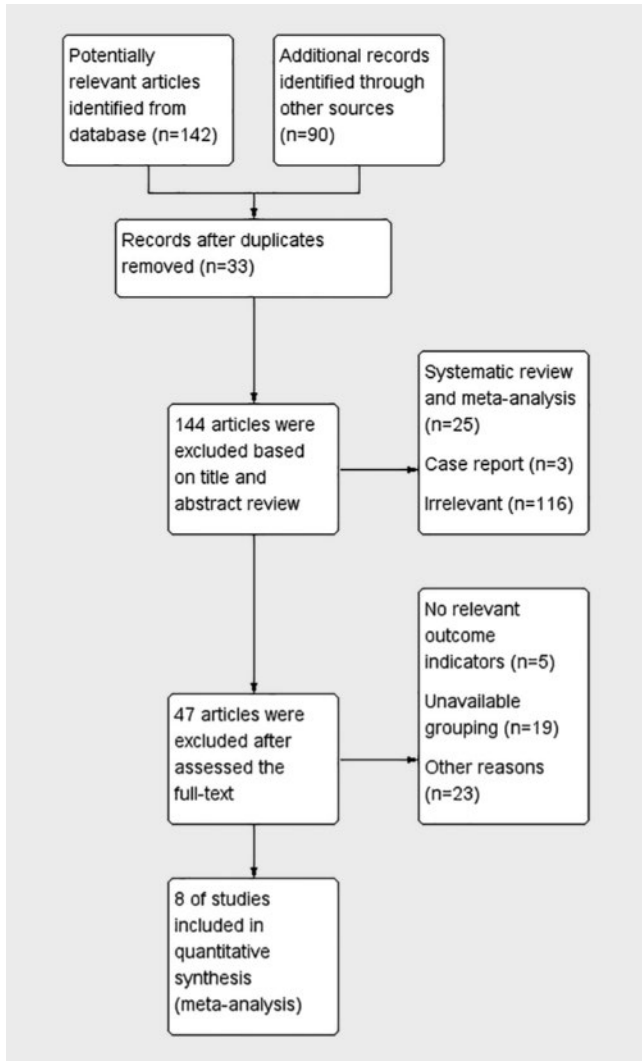 Potentially
relevant articles
identified from
database (n=142)
Additional records
identified through
other sources
(n=90)
Records after duplicates
removed (n=33)
144 articles were
excluded based
on title and
abstract review
Systematic review
and meta-analysis
(n=25)
Case report (n=3)
Irrelevant (n=116)
47 articles were
excluded after
assessed the
full-text
No relevant
outcome
indicators (n=5)
Unavailable
grouping (n=19)
Other reasons
(n=23)
8 of studies
included in
quantitative
synthesis
(meta-analysis)